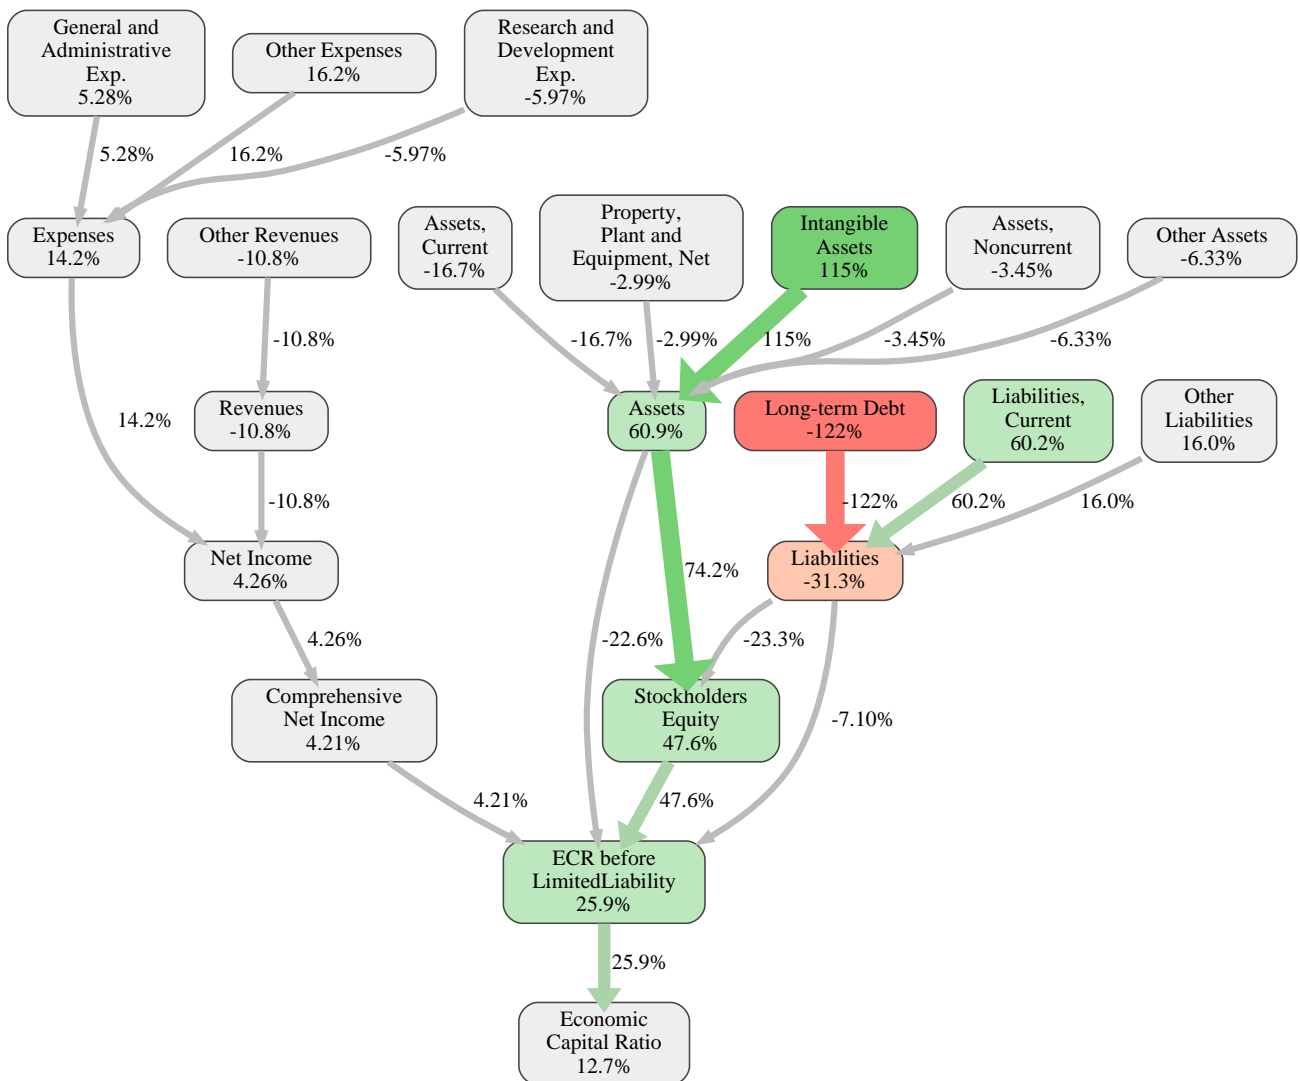 General and
Administrative
Exp.
5.28%
Other Expenses
16.2%
Research and
Development
Exp.
-5.97%
5.28%
16.2%
-5.97%
Expenses
14.2%
Other Revenues
-10.8%
Assets,
Current
-16.7%
Property,
Plant and
Equipment, Net
-2.99%
Intangible
Assets
115%
Assets,
Noncurrent
-3.45%
Other Assets
-6.33%
-10.8%
-16.7%
-2.99%
115%
-3.45%
-6.33%
14.2%
Revenues
-10.8%
Assets
60.9%
Long-term Debt
-122%
Liabilities,
Current
60.2%
Other
Liabilities
16.0%
-10.8%
-122%
60.2%
16.0%
Net Income
4.26%
74.2%
Liabilities
-31.3%
4.26%
-22.6%
-23.3%
Comprehensive
Net Income
4.21%
Stockholders
Equity
47.6%
-7.10%
4.21%
47.6%
ECR before
LimitedLiability
25.9%
25.9%
Economic
Capital Ratio
12.7%